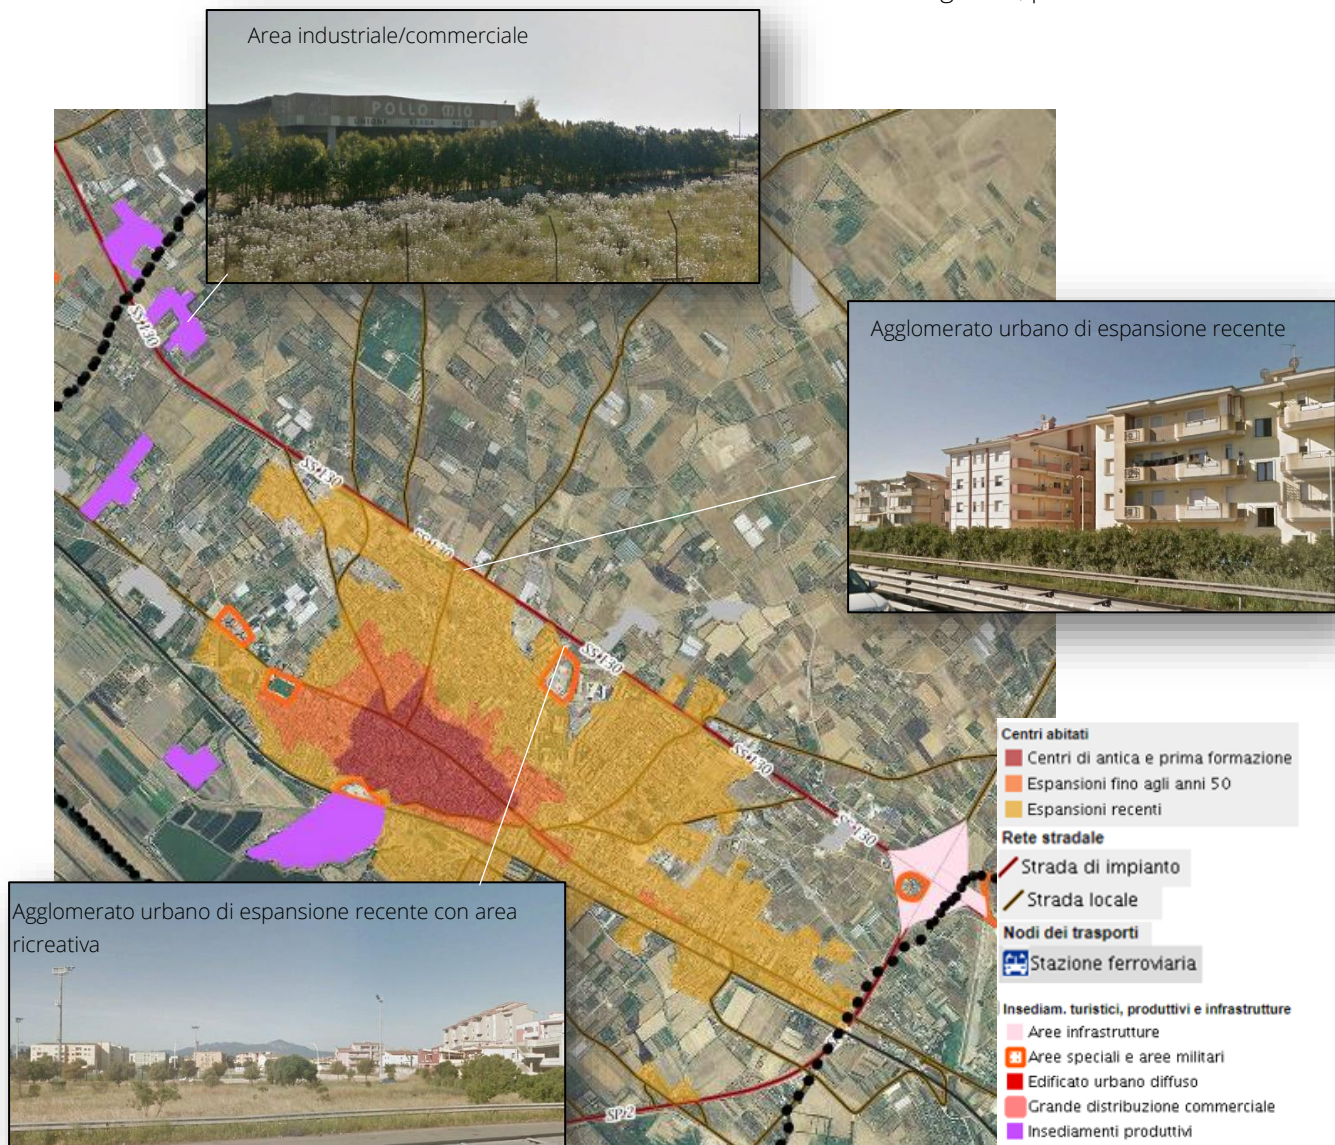 Area industriale/commerciale
POLLO MIO
SS130
Agglomerato urbano di espansione recente
SS130
SS130
SS130
SS130
SS130
Agglomerato urbano di espansione recente con area
ricreativa
SP2
Centri abitati
Centri di antica e prima formazione
Espansioni fino agli anni 50
Espansioni recenti
Rete stradale
Strada di impianto
Strada locale
Nodi dei trasporti
Stazione ferroviaria
Insediam. turistici, produttivi e infrastrutture
Aree infrastrutture
Aree speciali e aree militari
Edificato urbano diffuso
Grande distribuzione commerciale
Insediamenti produttivi